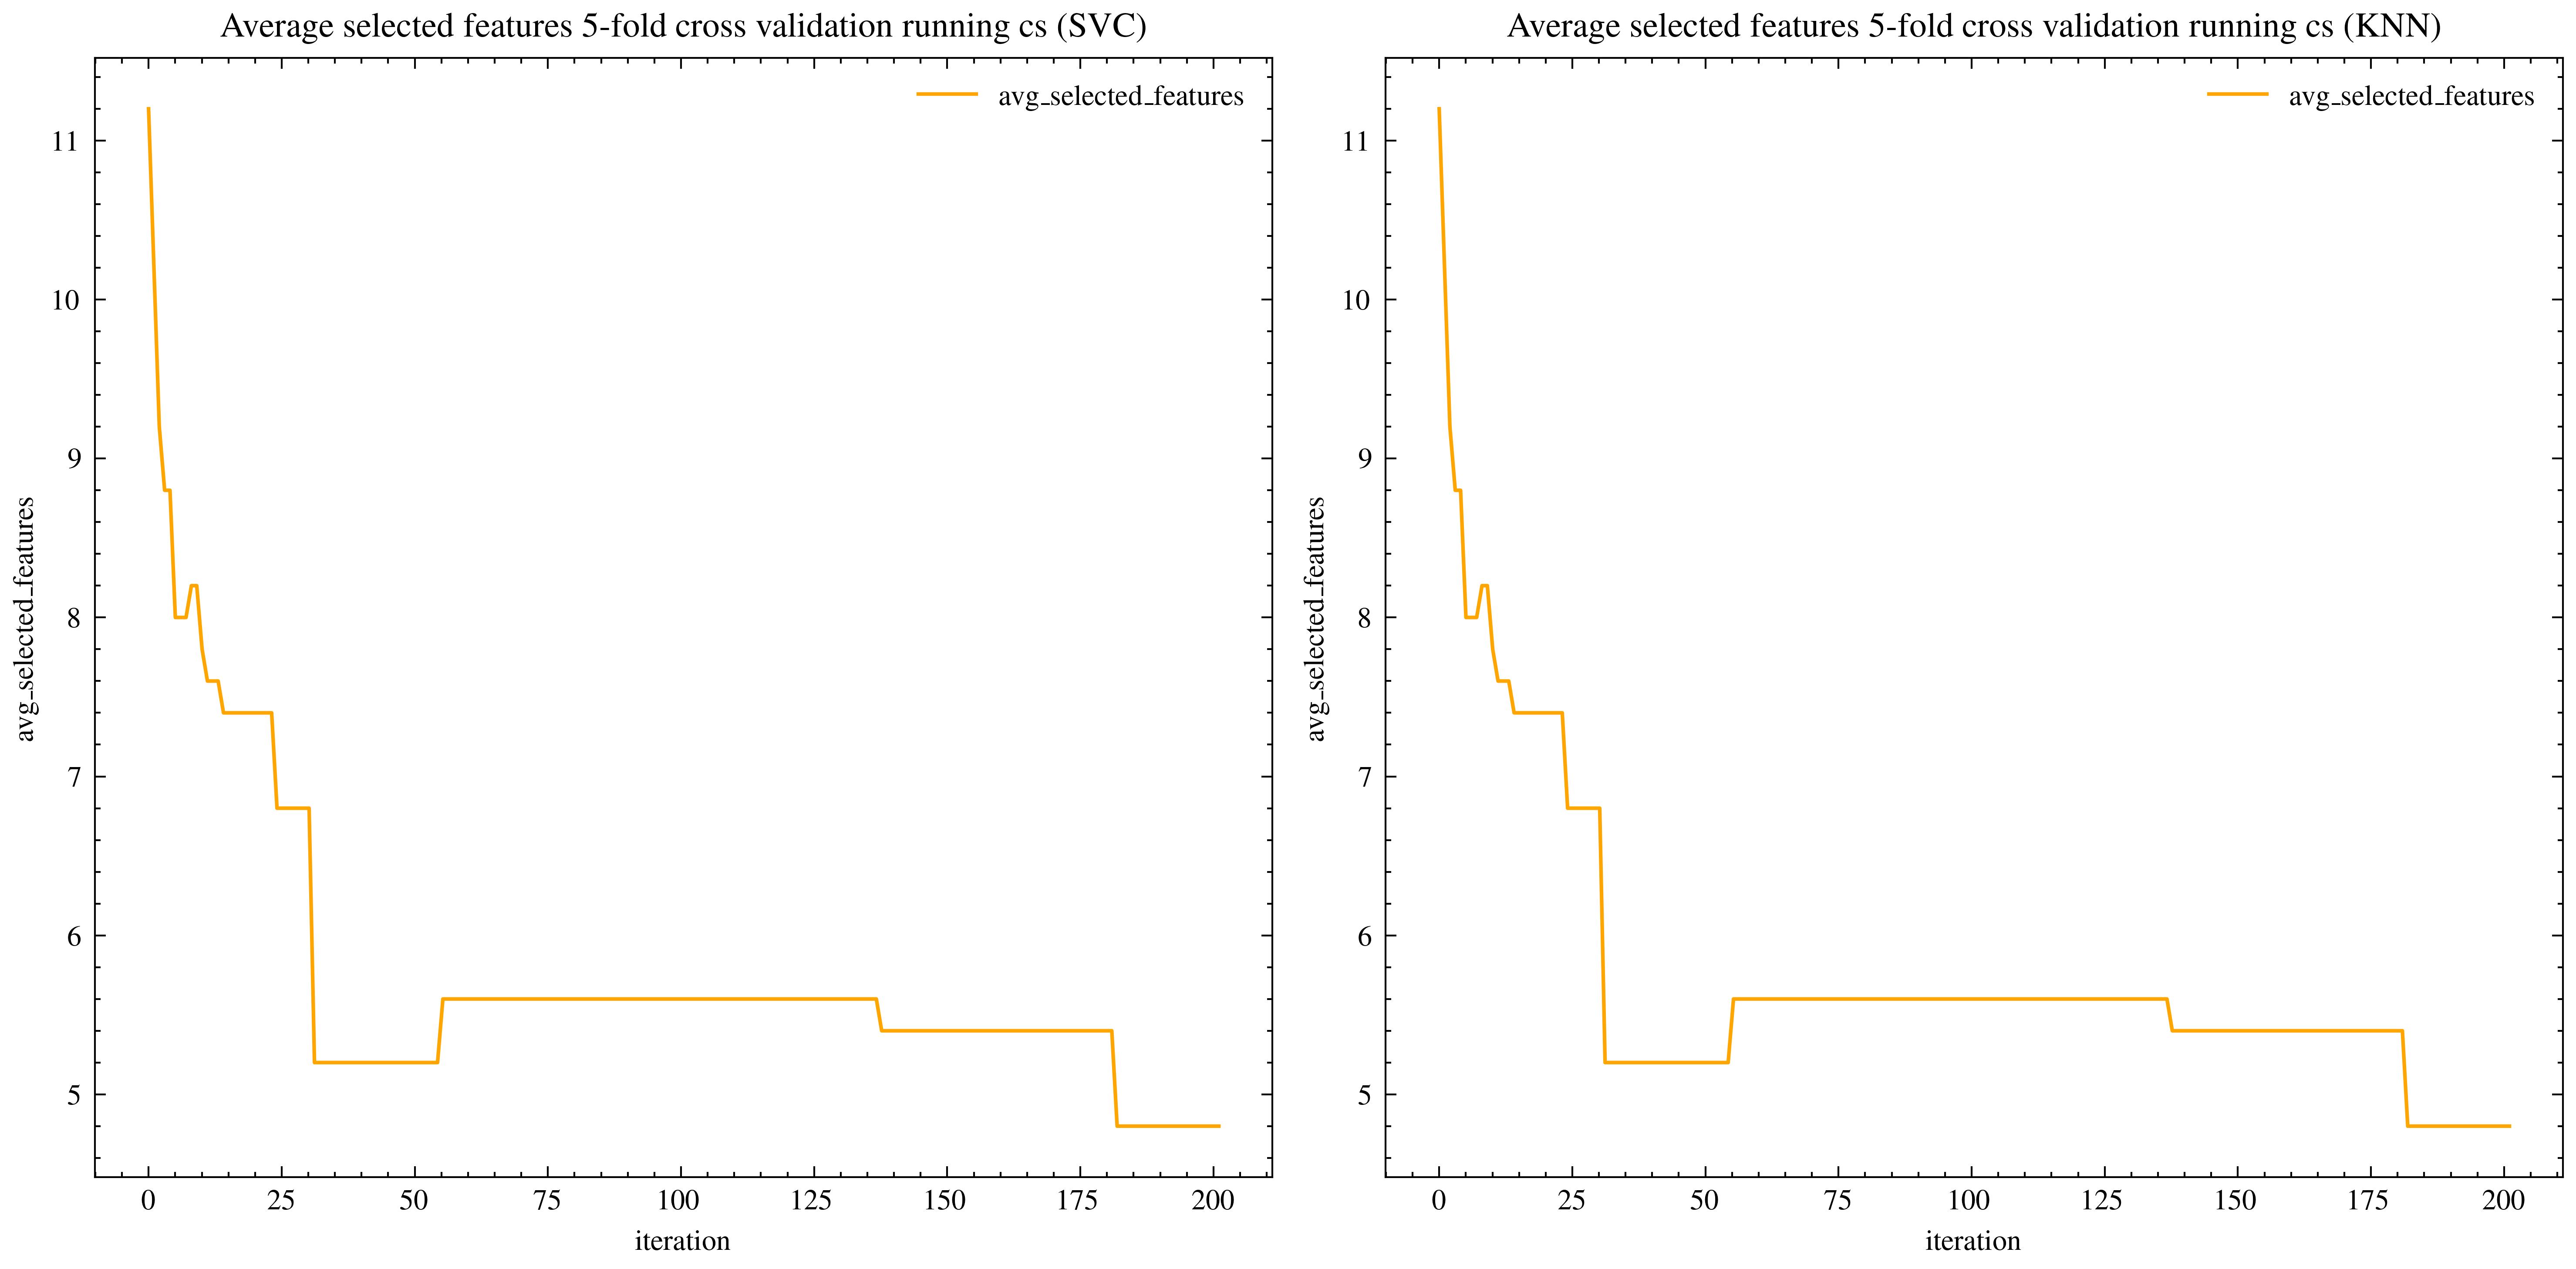 Average selected features 5-fold cross validation running cs (SVC)
avg_selected_features
11
10
9
8
7
6
5
avg_selected_features
0 25 50 75 100 125 150 175 200
iteration
Average selected features 5-fold cross validation running cs (KNN)
avg_selected_features
11
10
9
8
7
6
5
avg_selected_features
0 25 50 75 100 125 150 175 200
iteration